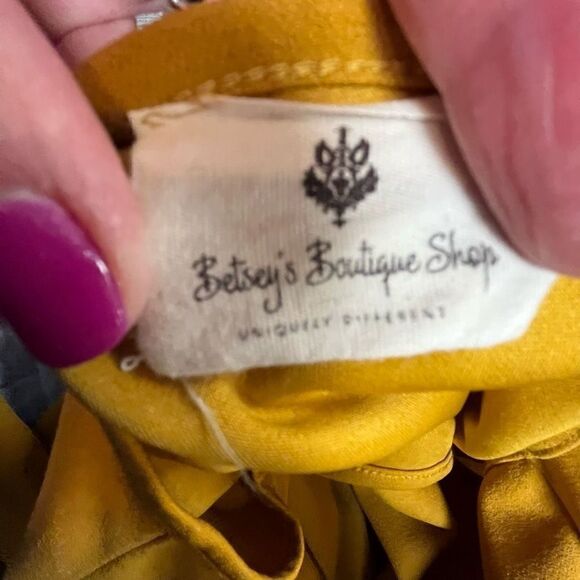 Betsey's Boutique Shop
UNIQUELY DIFFERENT